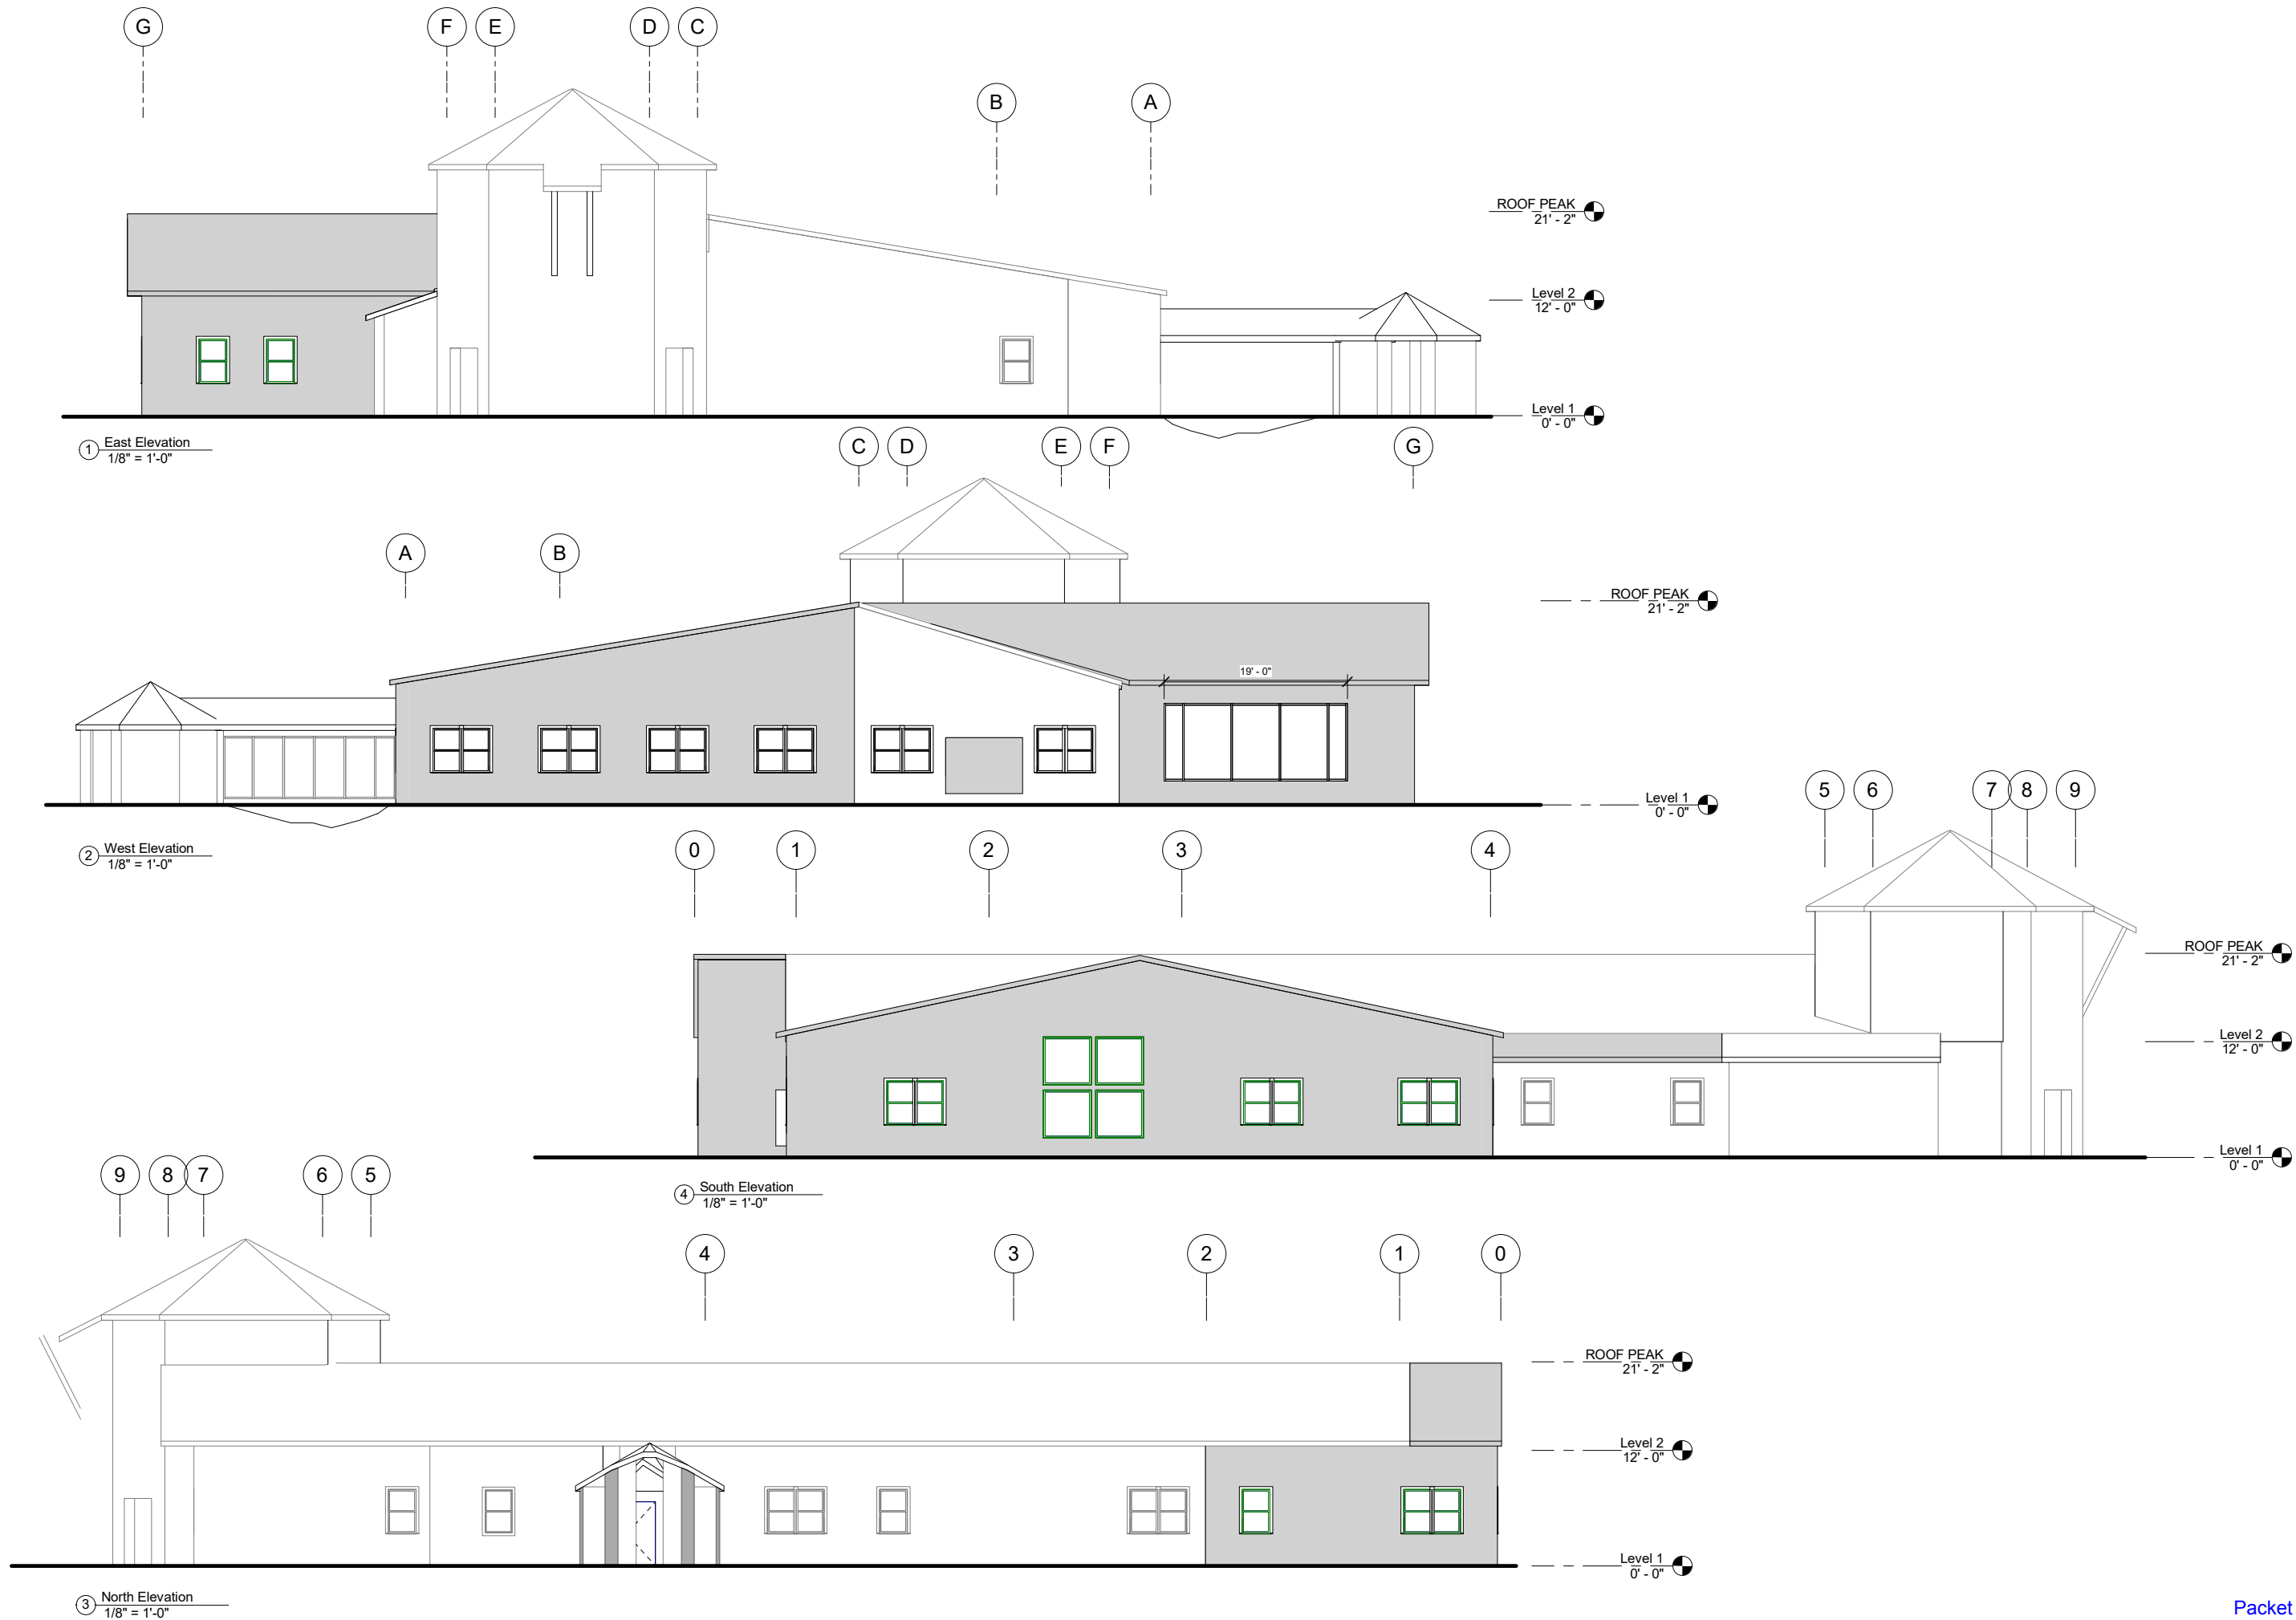 G F E D C
B A
ROOF PEAK
21' - 2"
Level 2
12' - 0"
Level 1
0' - 0"
1 East Elevation
1/8" = 1'-0"
C D E F G
A B
ROOF PEAK
21' - 2"
19' - 0"
Level 1
0' - 0"
2 West Elevation
1/8" = 1'-0"
5 6 7 8 9
0 1 2 3 4
ROOF PEAK
21' - 2"
Level 2
12' - 0"
Level 1
0' - 0"
4 South Elevation
1/8" = 1'-0"
9 8 7 6 5
4 3 2 1 0
ROOF PEAK
21' - 2"
Level 2
12' - 0"
Level 1
0' - 0"
3 North Elevation
1/8" = 1'-0"
Packet